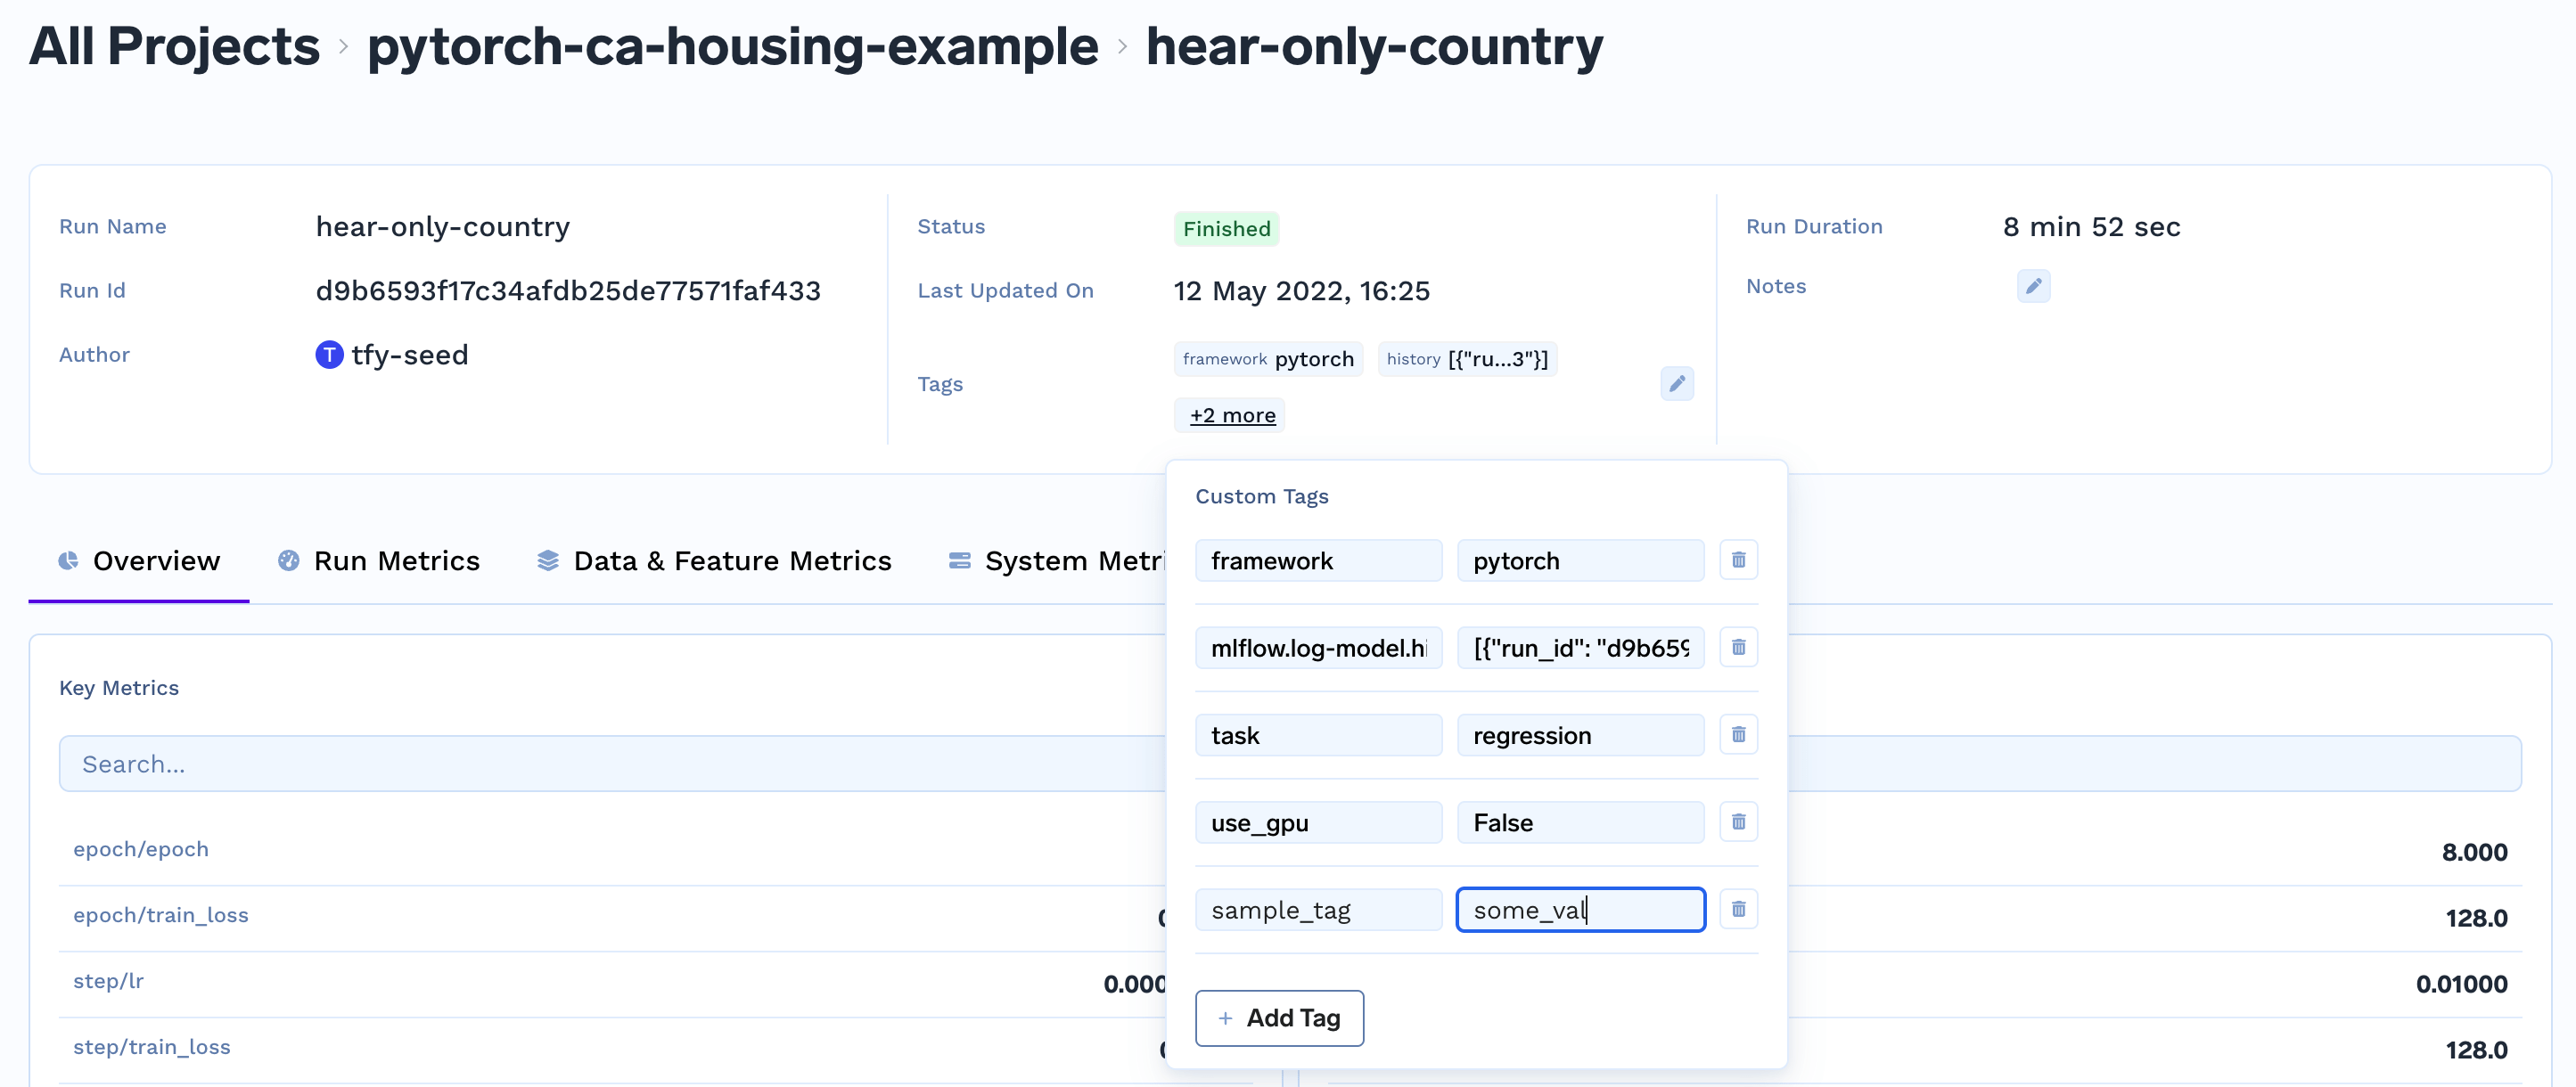 All Projects > pytorch-ca-housing-example > hear-only-country
Run Name hear-only-country
Run Id d9b6593f17c34afdb25de77571faf433
Author T tfy-seed
Status Finished
Last Updated On 12 May 2022, 16:25
Tags framework pytorch history [{"ru...3"}]
+2 more
Run Duration 8 min 52 sec
Notes
Overview Run Metrics Data & Feature Metrics System Metri
Custom Tags
framework pytorch
mlflow.log-model.hi [{"run_id": "d9b659
task regression
use_gpu False
sample_tag some_val
+ Add Tag
Key Metrics
Search...
epoch/epoch
epoch/train_loss
step/lr 0.000
step/train_loss
8.000
128.0
0.01000
128.0